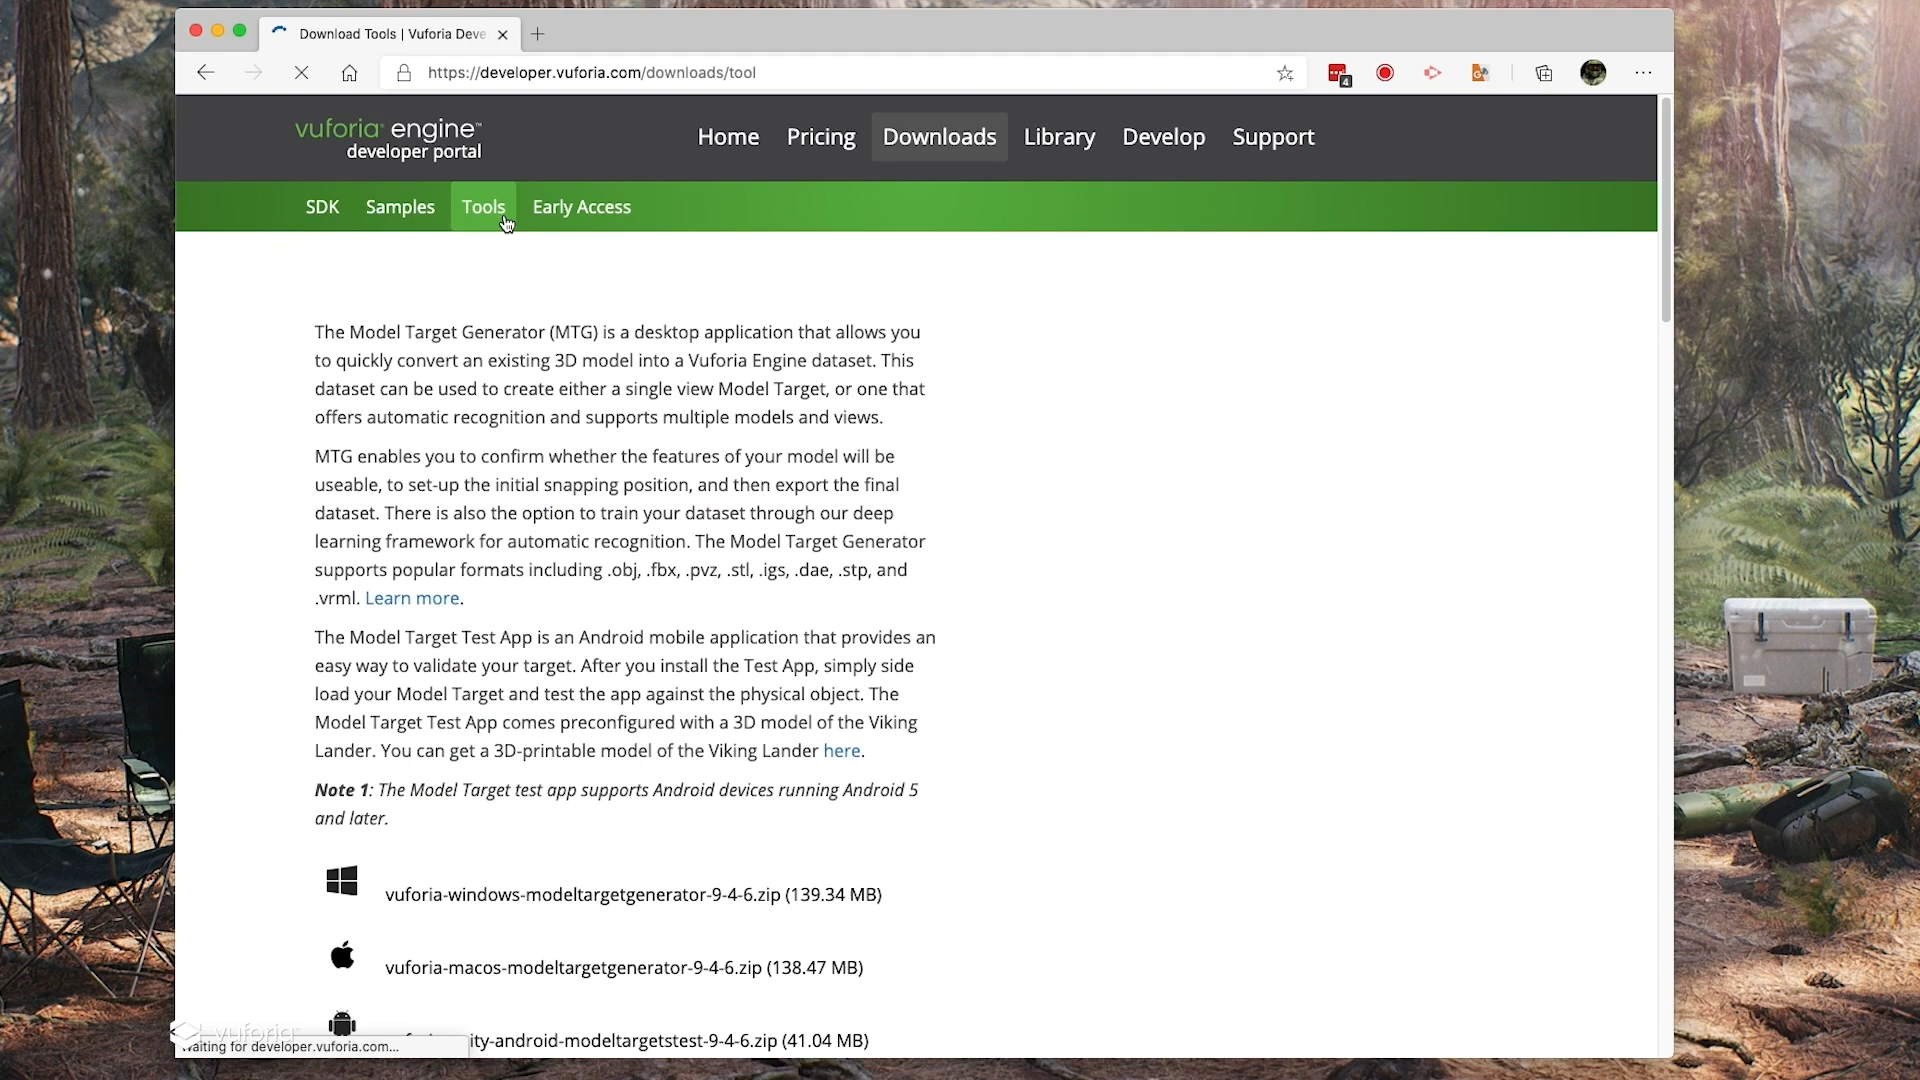 Download Tools | Vuforia Deve
https://developer.vuforia.com/downloads/tool
4
vuforia engine™
developer portal
Home Pricing Downloads Library Develop Support
SDK Samples Tools Early Access
The Model Target Generator (MTG) is a desktop application that allows you
to quickly convert an existing 3D model into a Vuforia Engine dataset. This
dataset can be used to create either a single view Model Target, or one that
offers automatic recognition and supports multiple models and views.
MTG enables you to confirm whether the features of your model will be
useable, to set-up the initial snapping position, and then export the final
dataset. There is also the option to train your dataset through our deep
learning framework for automatic recognition. The Model Target Generator
supports popular formats including .obj, .fbx, .pvz, .stl, .igs, .dae, .stp, and
.vrml. Learn more.
The Model Target Test App is an Android mobile application that provides an
easy way to validate your target. After you install the Test App, simply side
load your Model Target and test the app against the physical object. The
Model Target Test App comes preconfigured with a 3D model of the Viking
Lander. You can get a 3D-printable model of the Viking Lander here.
Note 1: The Model Target test app supports Android devices running Android 5
and later.
vuforia-windows-modeltargetgenerator-9-4-6.zip (139.34 MB)
vuforia-macos-modeltargetgenerator-9-4-6.zip (138.47 MB)
ity-android-modeltargetstest-9-4-6.zip (41.04 MB)
vuforia
Waiting for developer.vuforia.com...